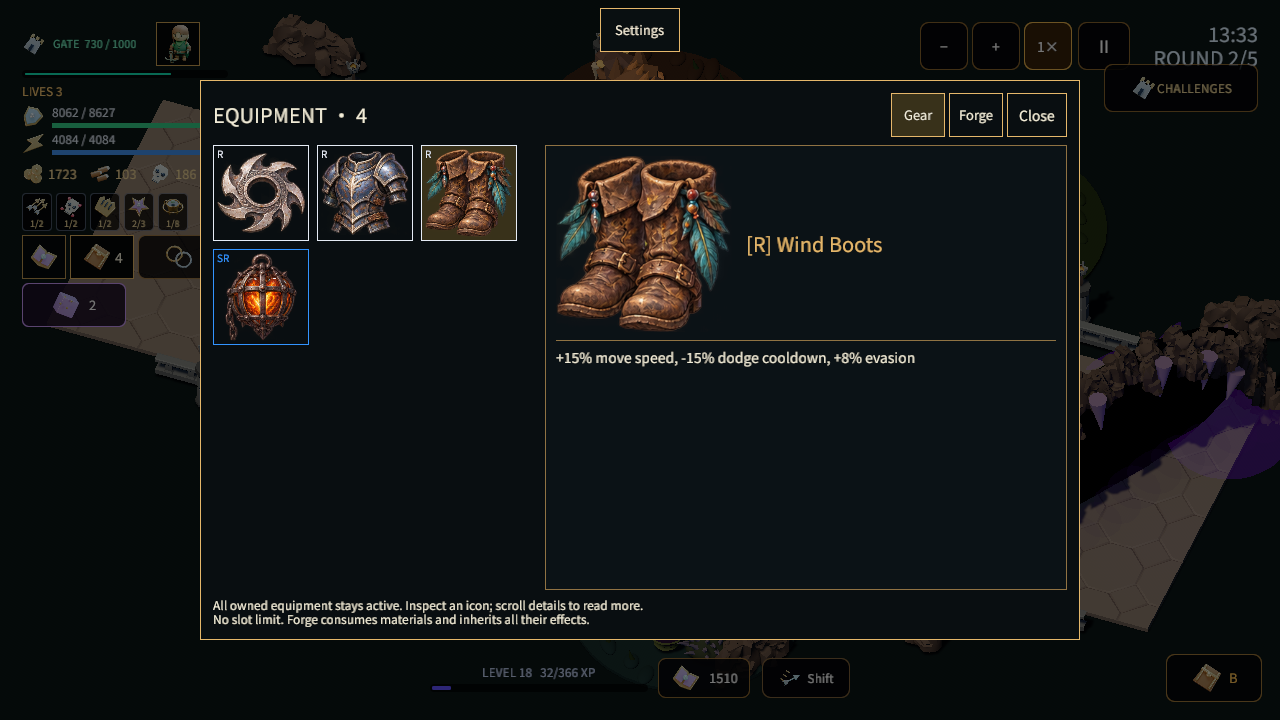 Settings
GATE 730 / 1000
13:33
ROUND 2/5
1×
CHALLENGES
LIVES 3
8062 / 8627
4084 / 4084
1723
103
186
1/2
1/2
1/2
2/3
1/8
4
2
EQUIPMENT • 4
Gear
Forge
Close
R
R
R
SR
[R] Wind Boots
+15% move speed, -15% dodge cooldown, +8% evasion
All owned equipment stays active. Inspect an icon; scroll details to read more.
No slot limit. Forge consumes materials and inherits all their effects.
LEVEL 18 32/366 XP
1510
Shift
B